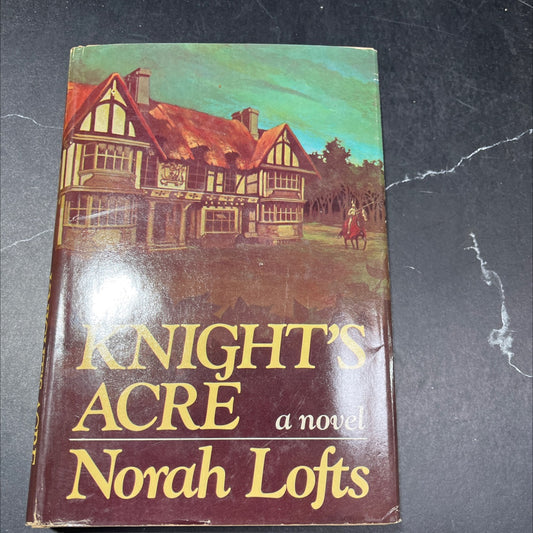 KNIGHT'S
ACRE a novel
Norah Lofts